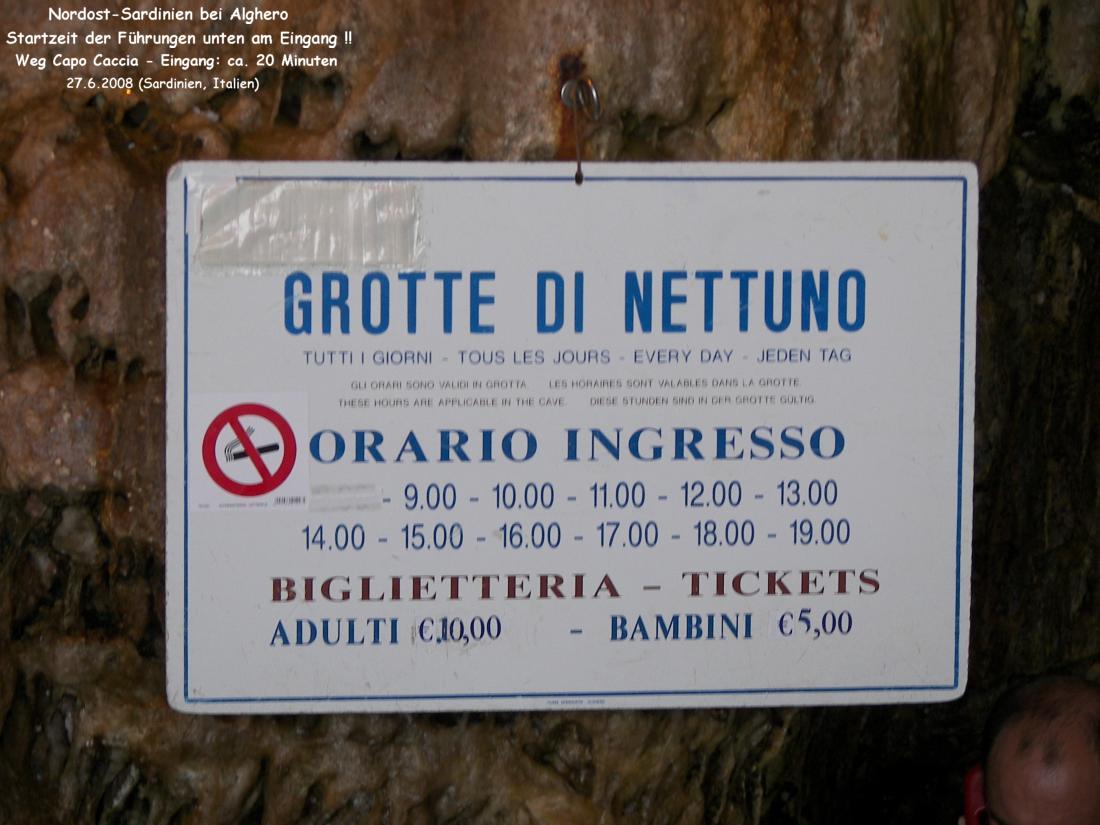 Nordost-Sardinien bei Alghero
Startzeit der Führungen unten am Eingang !!
Weg Capo Caccia - Eingang: ca. 20 Minuten
27.6.2008 (Sardinien, Italien)
GROTTE DI NETTUNO
TUTTI I GIORNI - TOUS LES JOURS - EVERY DAY - JEDEN TAG
GLI ORARI SONO VALIDI IN GROTTA. LES HORAIRES SONT VALABLES DANS LA GROTTE.
THESE HOURS ARE APPLICABLE IN THE CAVE. DIESE STUNDEN SIND IN DER GROTTE GÜLTIG.
ORARIO INGRESSO
- 9.00 - 10.00 - 11.00 - 12.00 - 13.00
14.00 - 15.00 - 16.00 - 17.00 - 18.00 - 19.00
BIGLIETTERIA - TICKETS
ADULTI €.10,00 - BAMBINI €5,00